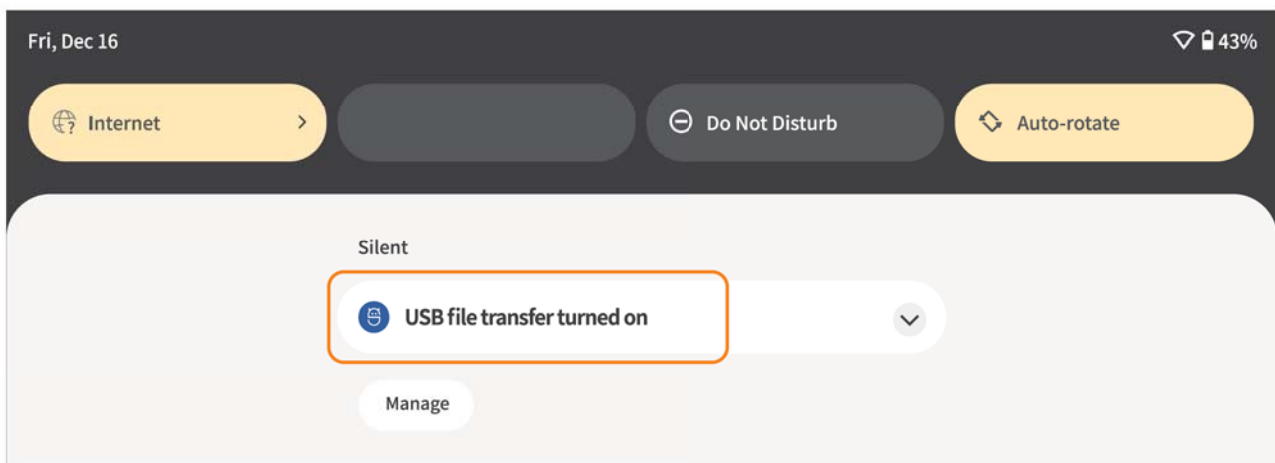 Fri, Dec 16 43%
Internet Do Not Disturb Auto-rotate
Silent
USB file transfer turned on
Manage